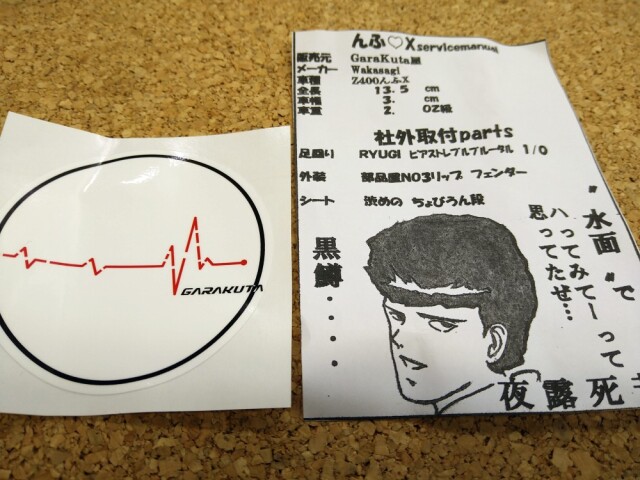 GARAKUTA
んふ♡X servicemanual
販売元 GaraKuta屋
メーカー Wakasagi
車種 Z400んふX
全長 13.5 cm
車幅 3. cm
車重 2. OZ級
社外取付parts
足廻り RYUGI ピアストレブルブルータル 1/0
外装 部品屋NO3リップ フェンダー
シート 渋めの ちょびろん段
〝水面〟で
ハってみてーって、
思ってたぜ…
黒鱒・・・・
夜露死